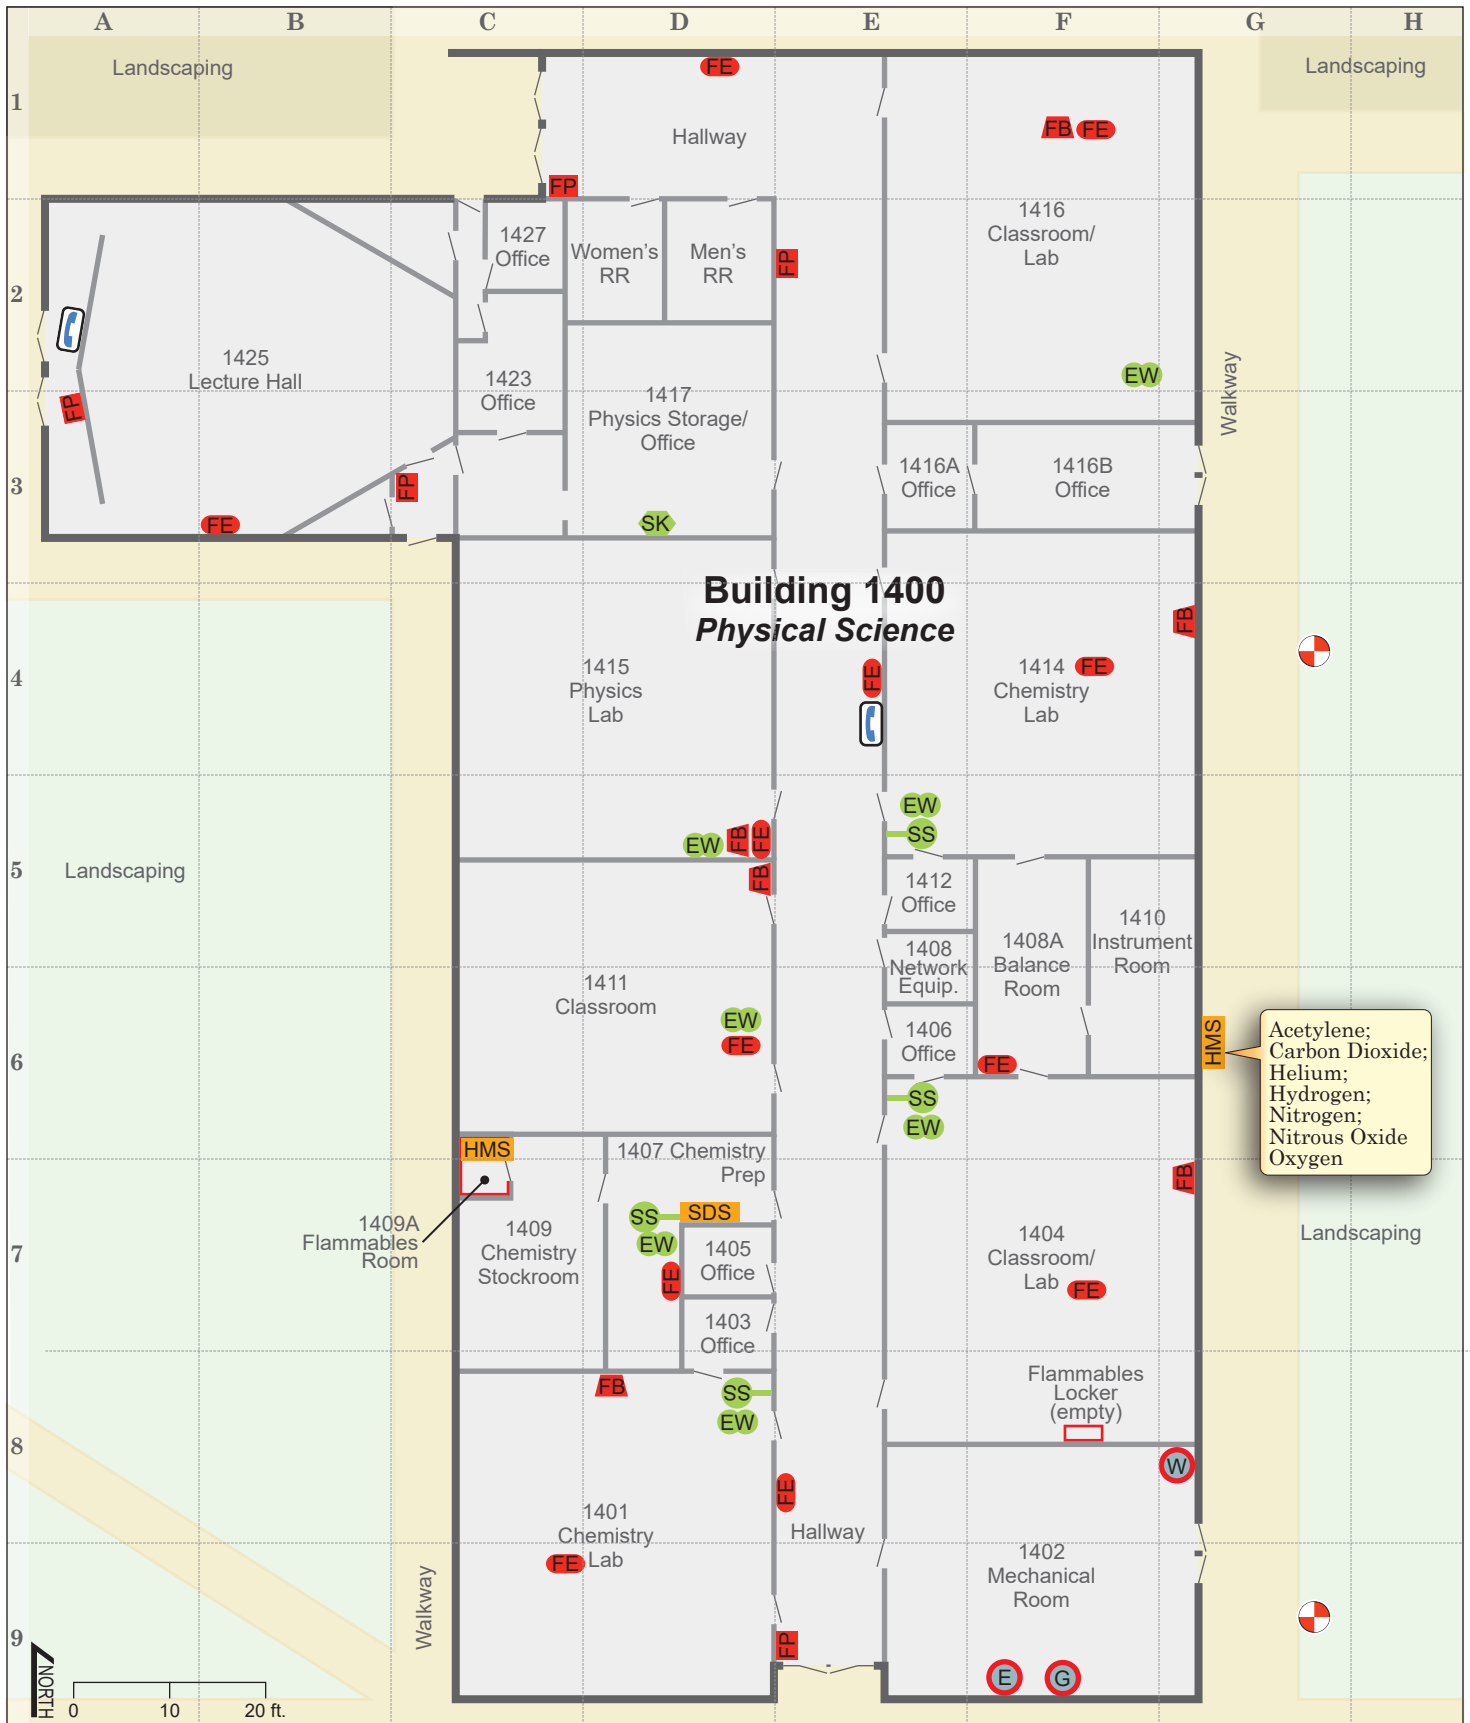 A B C D E F G H
Landscaping
FE
Landscaping
1
FB FE
Hallway
FP
1416
Classroom/
Lab
1427
Office
Women's
RR
Men's
RR
FP
2
1425
Lecture Hall
1423
Office
EW
1417
Physics Storage/
Office
Walkway
FP
1416A
Office
1416B
Office
3
FP
FE
SK
Building 1400
Physical Science
FB
4
1415
Physics
Lab
FE
1414
Chemistry
Lab
FE
EW
SS
EW
FB
FE
5
Landscaping
FB
1412
Office
1410
Instrument
Room
1408A
Balance
Room
1408
Network
Equip.
1411
Classroom
EW
FE
1406
Office
HMS
Acetylene;
Carbon Dioxide;
Helium;
Hydrogen;
Nitrogen;
Nitrous Oxide
Oxygen
6
FE
SS
EW
HMS
1407 Chemistry
Prep
FB
1409A
Flammables
Room
1409
Chemistry
Stockroom
SS
SDS
EW
FE
1405
Office
7
1404
Classroom/
Lab
FE
Landscaping
1403
Office
FB
SS
EW
Flammables
Locker
(empty)
8
W
FE
1401
Chemistry
Lab
FE
Hallway
1402
Mechanical
Room
Walkway
9
FP
E
G
NORTH
0 10 20 ft.